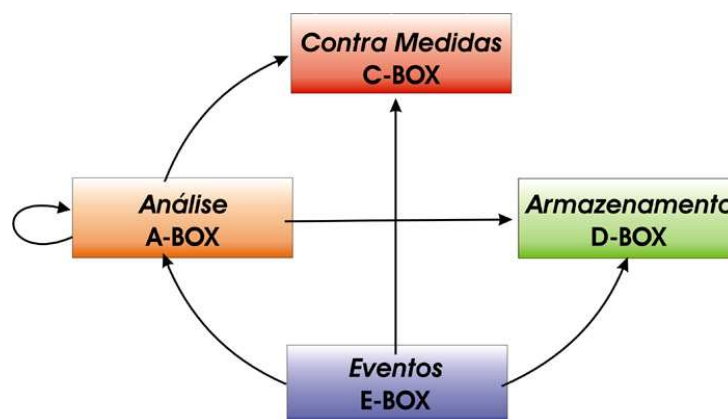 Contra Medidas
C-BOX
Análise
A-BOX
Armazenamento
D-BOX
Eventos
E-BOX